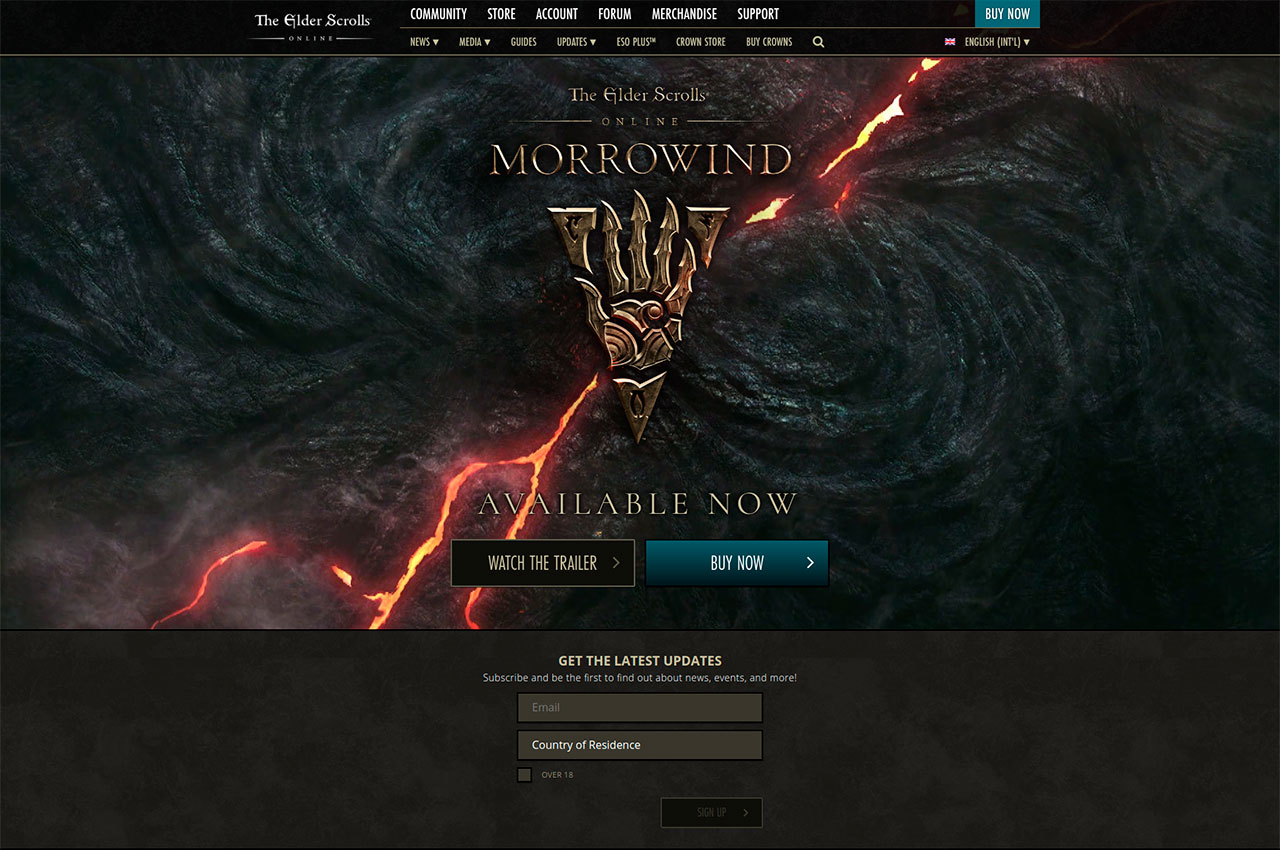 The Elder Scrolls
ONLINE
COMMUNITY STORE ACCOUNT FORUM MERCHANDISE SUPPORT BUY NOW
NEWS ▾ MEDIA ▾ GUIDES UPDATES ▾ ESO PLUS™ CROWN STORE BUY CROWNS ENGLISH (INT'L) ▾
The Elder Scrolls
ONLINE
MORROWIND
AVAILABLE NOW
WATCH THE TRAILER BUY NOW
GET THE LATEST UPDATES
Subscribe and be the first to find out about news, events, and more!
Email
Country of Residence
OVER 18
SIGN UP